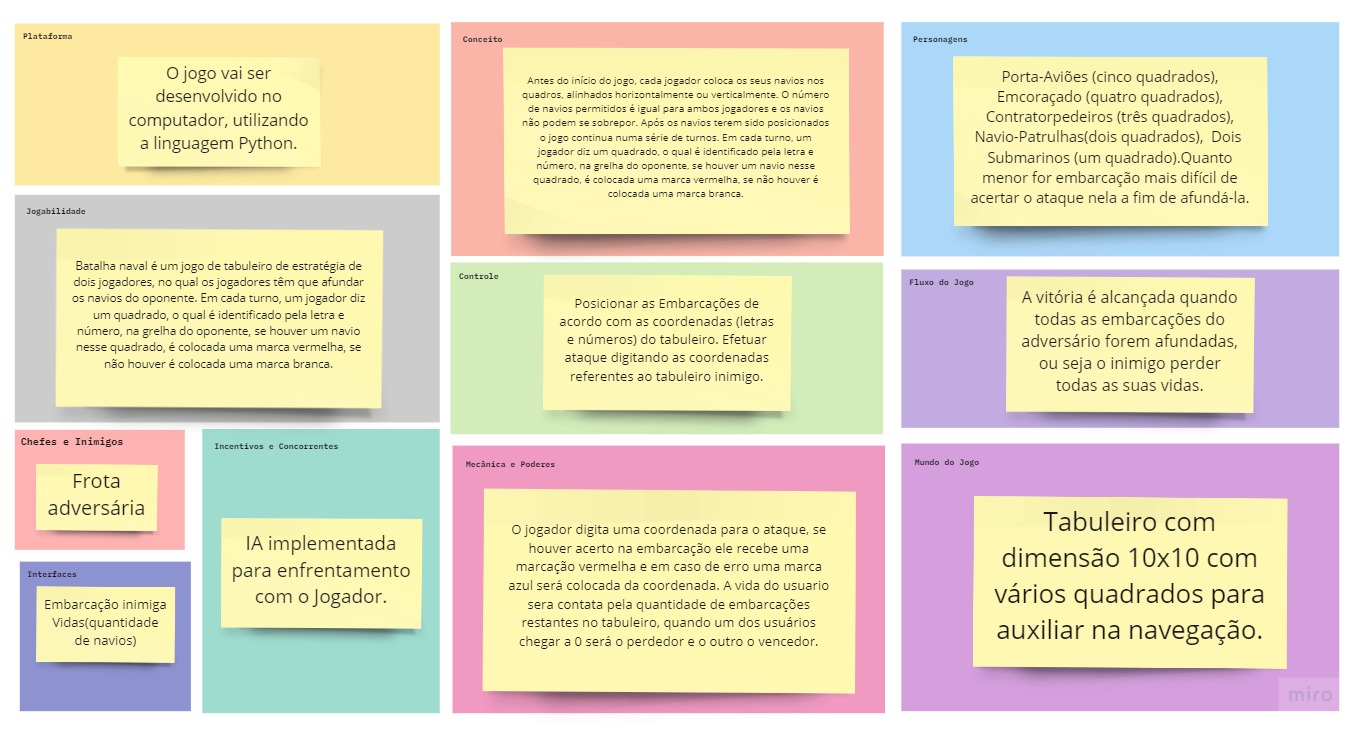 Plataforma
O jogo vai ser
desenvolvido no
computador, utilizando
a linguagem Python.
Jogabilidade
Batalha naval é um jogo de tabuleiro de estratégia de
dois jogadores, no qual os jogadores têm que afundar
os navios do oponente. Em cada turno, um jogador diz
um quadrado, o qual é identificado pela letra e
número, na grelha do oponente, se houver um navio
nesse quadrado, é colocada uma marca vermelha, se
não houver é colocada uma marca branca.
Chefes e Inimigos
Frota
adversária
Interfaces
Embarcação inimiga
Vidas(quantidade
de navios)
Incentivos e Concorrentes
IA implementada
para enfrentamento
com o Jogador.
Conceito
Antes do início do jogo, cada jogador coloca os seus navios nos
quadros, alinhados horizontalmente ou verticalmente. O número
de navios permitidos é igual para ambos jogadores e os navios
não podem se sobrepor. Após os navios terem sido posicionados
o jogo continua numa série de turnos. Em cada turno, um
jogador diz um quadrado, o qual é identificado pela letra e
número, na grelha do oponente, se houver um navio nesse
quadrado, é colocada uma marca vermelha, se não houver é
colocada uma marca branca.
Controle
Posicionar as Embarcações de
acordo com as coordenadas (letras
e números) do tabuleiro. Efetuar
ataque digitando as coordenadas
referentes ao tabuleiro inimigo.
Mecânica e Poderes
O jogador digita uma coordenada para o ataque, se
houver acerto na embarcação ele recebe uma
marcação vermelha e em caso de erro uma marca
azul será colocada da coordenada. A vida do usuario
sera contata pela quantidade de embarcações
restantes no tabuleiro, quando um dos usuários
chegar a 0 será o perdedor e o outro o vencedor.
Personagens
Porta-Aviões (cinco quadrados),
Emcoraçado (quatro quadrados),
Contratorpedeiros (três quadrados),
Navio-Patrulhas(dois quadrados), Dois
Submarinos (um quadrado).Quanto
menor for embarcação mais difícil de
acertar o ataque nela a fim de afundá-la.
Fluxo do Jogo
A vitória é alcançada quando
todas as embarcações do
adversário forem afundadas,
ou seja o inimigo perder
todas as suas vidas.
Mundo do Jogo
Tabuleiro com
dimensão 10x10 com
vários quadrados para
auxiliar na navegação.
miro